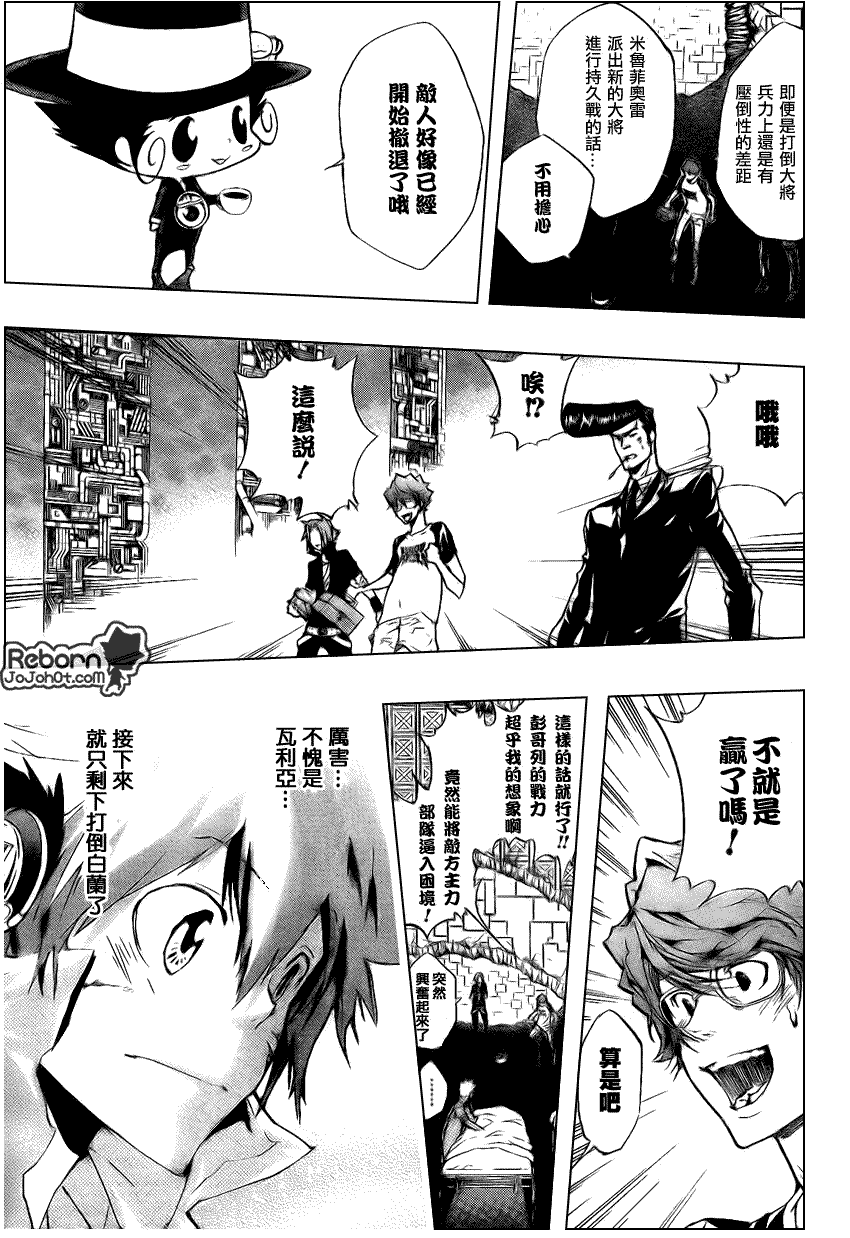 即便是打倒大將
兵力上還是有
壓倒性的差距
米魯菲奧雷
派出新的大將
進行持久戰的話…
不用擔心
敵人好像已經
開始撤退了哦
哦哦
唉!?
這麼說!
不就是
贏了嗎!
算是吧
這樣的話就行了!!
彭哥列的戰力
超乎我的想象啊
竟然能將敵方主力
部隊逼入困境!
突然
興奮起來了
……
厲害…
不愧是
瓦利亞…
接下來
就只剩下打倒白蘭了
Reborn
JoJoHot.com